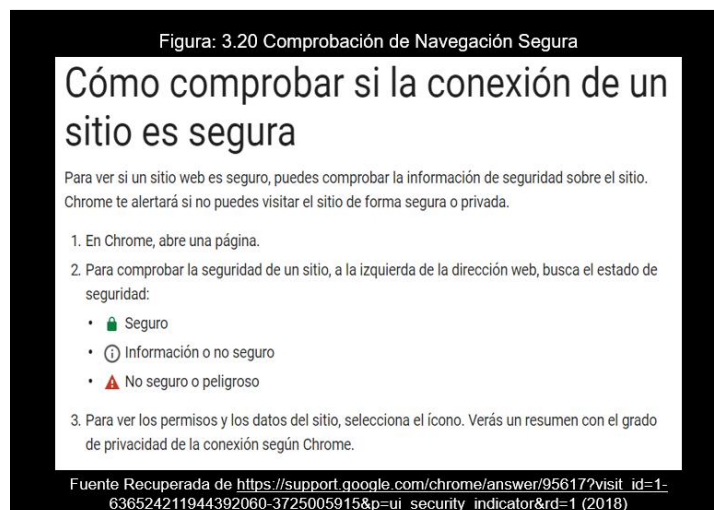 Figura: 3.20 Comprobación de Navegación Segura
Cómo comprobar si la conexión de un
sitio es segura
Para ver si un sitio web es seguro, puedes comprobar la información de seguridad sobre el sitio.
Chrome te alertará si no puedes visitar el sitio de forma segura o privada.
1. En Chrome, abre una página.
2. Para comprobar la seguridad de un sitio, a la izquierda de la dirección web, busca el estado de
seguridad:
• Seguro
• Información o no seguro
• No seguro o peligroso
3. Para ver los permisos y los datos del sitio, selecciona el ícono. Verás un resumen con el grado
de privacidad de la conexión según Chrome.
Fuente Recuperada de https://support.google.com/chrome/answer/95617?visit_id=1-
636524211944392060-3725005915&p=ui_security_indicator&rd=1 (2018)